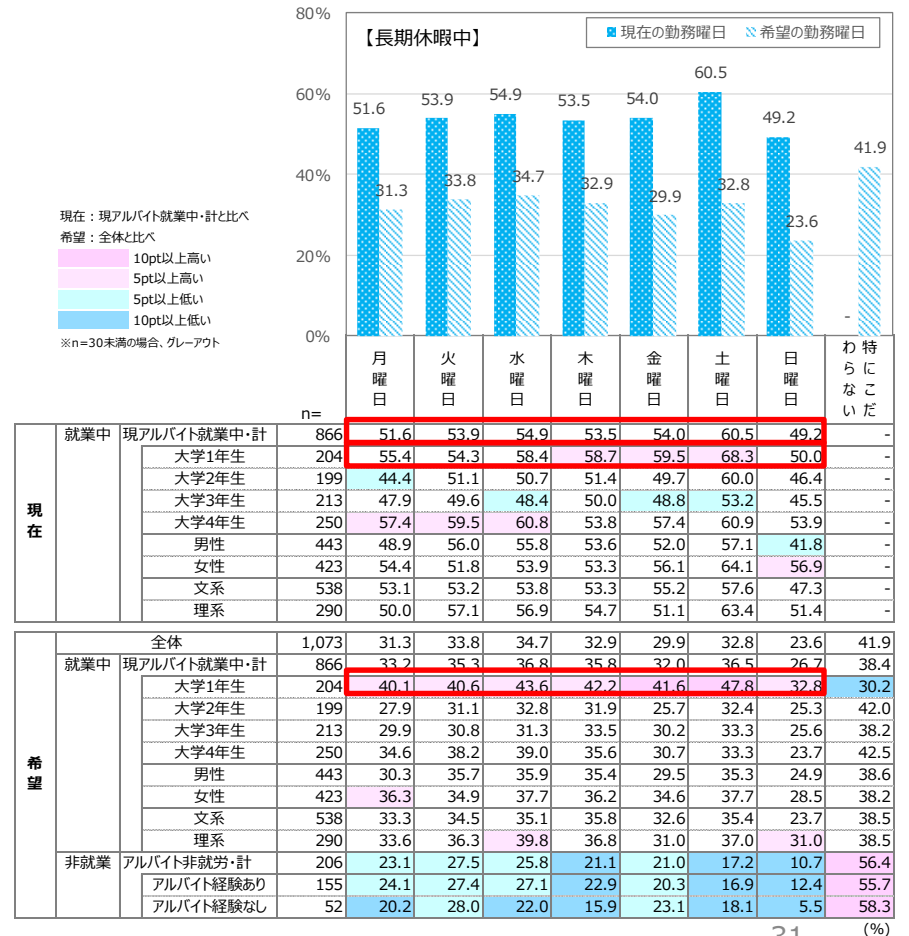 80%
【長期休暇中】
現在の勤務曜日 希望の勤務曜日
60%
40%
20%
0%
51.6 53.9 54.9 53.5 54.0 60.5 49.2 -
31.3 33.8 34.7 32.9 29.9 32.8 23.6 41.9
現在：現アルバイト就業中・計と比べ
希望：全体と比べ
10pt以上高い
5pt以上高い
5pt以上低い
10pt以上低い
※n=30未満の場合、グレーアウト
n= 月曜日 火曜日 水曜日 木曜日 金曜日 土曜日 日曜日 特にこだわらない
現在
就業中 現アルバイト就業中・計 866 51.6 53.9 54.9 53.5 54.0 60.5 49.2 -
大学1年生 204 55.4 54.3 58.4 58.7 59.5 68.3 50.0 -
大学2年生 199 44.4 51.1 50.7 51.4 49.7 60.0 46.4 -
大学3年生 213 47.9 49.6 48.4 50.0 48.8 53.2 45.5 -
大学4年生 250 57.4 59.5 60.8 53.8 57.4 60.9 53.9 -
男性 443 48.9 56.0 55.8 53.6 52.0 57.1 41.8 -
女性 423 54.4 51.8 53.9 53.3 56.1 64.1 56.9 -
文系 538 53.1 53.2 53.8 53.3 55.2 57.6 47.3 -
理系 290 50.0 57.1 56.9 54.7 51.1 63.4 51.4 -
希望
全体 1,073 31.3 33.8 34.7 32.9 29.9 32.8 23.6 41.9
就業中 現アルバイト就業中・計 866 33.2 35.3 36.8 35.8 32.0 36.5 26.7 38.4
大学1年生 204 40.1 40.6 43.6 42.2 41.6 47.8 32.8 30.2
大学2年生 199 27.9 31.1 32.8 31.9 25.7 32.4 25.3 42.0
大学3年生 213 29.9 30.8 31.3 33.5 30.2 33.3 25.6 38.2
大学4年生 250 34.6 38.2 39.0 35.6 30.7 33.3 23.7 42.5
男性 443 30.3 35.7 35.9 35.4 29.5 35.3 24.9 38.6
女性 423 36.3 34.9 37.7 36.2 34.6 37.7 28.5 38.2
文系 538 33.3 34.5 35.1 35.8 32.6 35.4 23.7 38.5
理系 290 33.6 36.3 39.8 36.8 31.0 37.0 31.0 38.5
非就業 アルバイト非就労・計 206 23.1 27.5 25.8 21.1 21.0 17.2 10.7 56.4
アルバイト経験あり 155 24.1 27.4 27.1 22.9 20.3 16.9 12.4 55.7
アルバイト経験なし 52 20.2 28.0 22.0 15.9 23.1 18.1 5.5 58.3
31 (%)